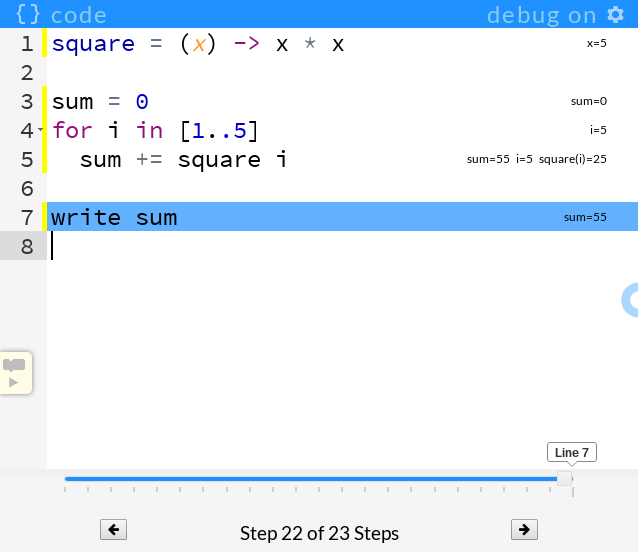 {} code debug on
1 square = (x) -> x * x x=5
2
3 sum = 0 sum=0
4 for i in [1..5] i=5
5 sum += square i sum=55 i=5 square(i)=25
6
7 write sum sum=55
8
Line 7
Step 22 of 23 Steps